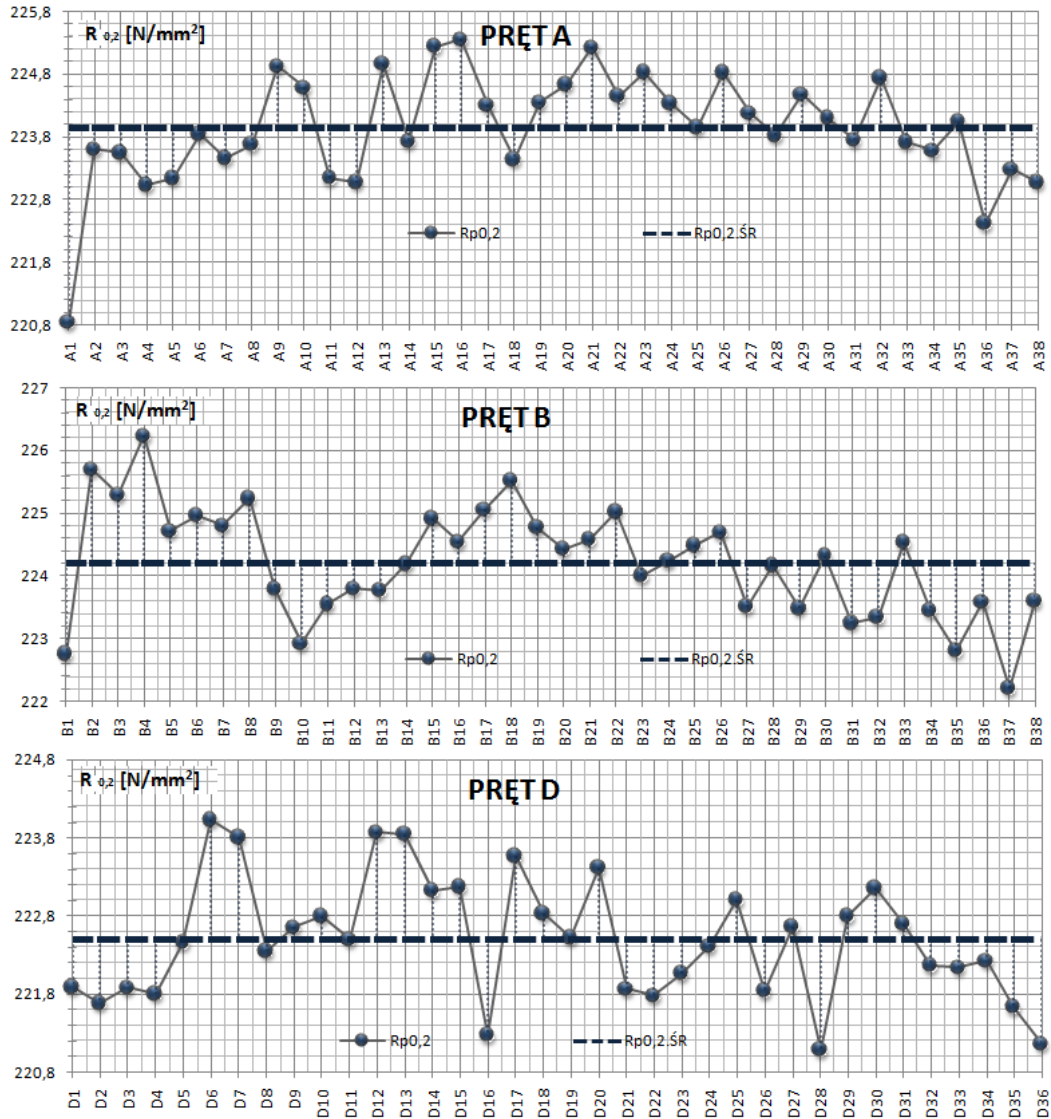 225,8
R 0,2 [N/mm²]
PRĘT A
224,8
223,8
222,8
Rp0,2
Rp0,2.ŚR
221,8
220,8
A1 A2 A3 A4 A5 A6 A7 A8 A9 A10 A11 A12 A13 A14 A15 A16 A17 A18 A19 A20 A21 A22 A23 A24 A25 A26 A27 A28 A29 A30 A31 A32 A33 A34 A35 A36 A37 A38
227
R 0,2 [N/mm²]
PRĘT B
226
225
224
223
Rp0,2
Rp0,2.ŚR
222
B1 B2 B3 B4 B5 B6 B7 B8 B9 B10 B11 B12 B13 B14 B15 B16 B17 B18 B19 B20 B21 B22 B23 B24 B25 B26 B27 B28 B29 B30 B31 B32 B33 B34 B35 B36 B37 B38
224,8
R 0,2 [N/mm²]
PRĘT D
223,8
222,8
221,8
Rp0,2
Rp0,2.ŚR
220,8
D1 D2 D3 D4 D5 D6 D7 D8 D9 D10 D11 D12 D13 D14 D15 D16 D17 D18 D19 D20 D21 D22 D23 D24 D25 D26 D27 D28 D29 D30 D31 D32 D33 D34 D35 D36